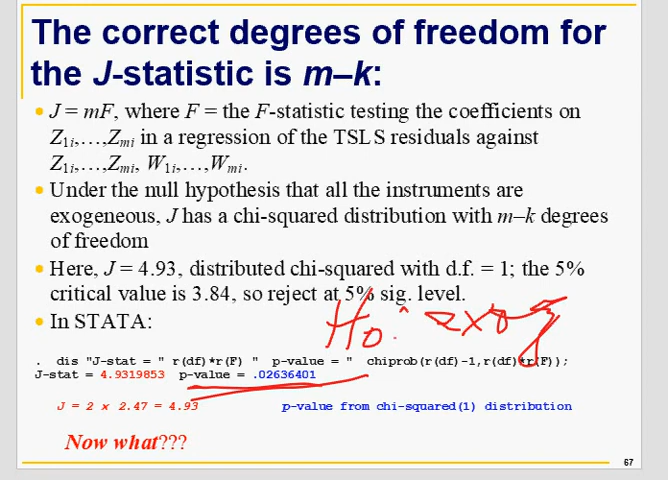 The correct degrees of freedom for
the J-statistic is m–k:
• J = mF, where F = the F-statistic testing the coefficients on
Z1i,…,Zmi in a regression of the TSLS residuals against
Z1i,…,Zmi, W1i,…,Wmi.
• Under the null hypothesis that all the instruments are
exogeneous, J has a chi-squared distribution with m–k degrees
of freedom
• Here, J = 4.93, distributed chi-squared with d.f. = 1; the 5%
critical value is 3.84, so reject at 5% sig. level.
• In STATA:
Ho: exog
. dis "J-stat = " r(df)*r(F) " p-value = " chiprob(r(df)-1,r(df)*r(F));
J-stat = 4.9319853 p-value = .02636401
J = 2 x 2.47 = 4.93 p-value from chi-squared(1) distribution
Now what???
67